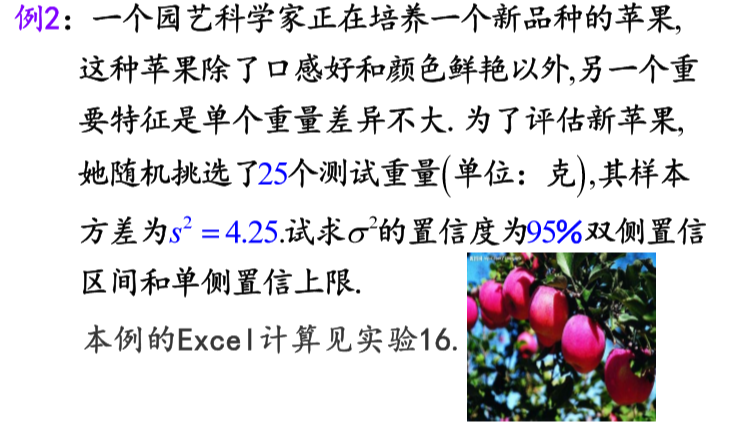 例2：一个园艺科学家正在培养一个新品种的苹果,
这种苹果除了口感好和颜色鲜艳以外,另一个重
要特征是单个重量差异不大. 为了评估新苹果,
她随机挑选了25个测试重量(单位：克),其样本
方差为s² = 4.25.试求σ²的置信度为95%双侧置信
区间和单侧置信上限.
本例的Excel计算见实验16.